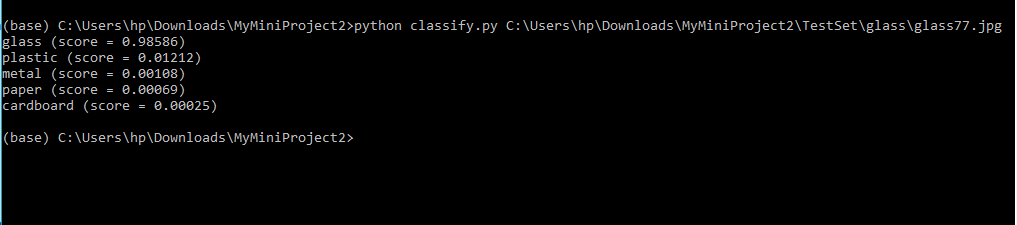 (base) C:\Users\hp\Downloads\MyMiniProject2>python classify.py C:\Users\hp\Downloads\MyMiniProject2\TestSet\glass\glass77.jpg
glass (score = 0.98586)
plastic (score = 0.01212)
metal (score = 0.00108)
paper (score = 0.00069)
cardboard (score = 0.00025)
(base) C:\Users\hp\Downloads\MyMiniProject2>